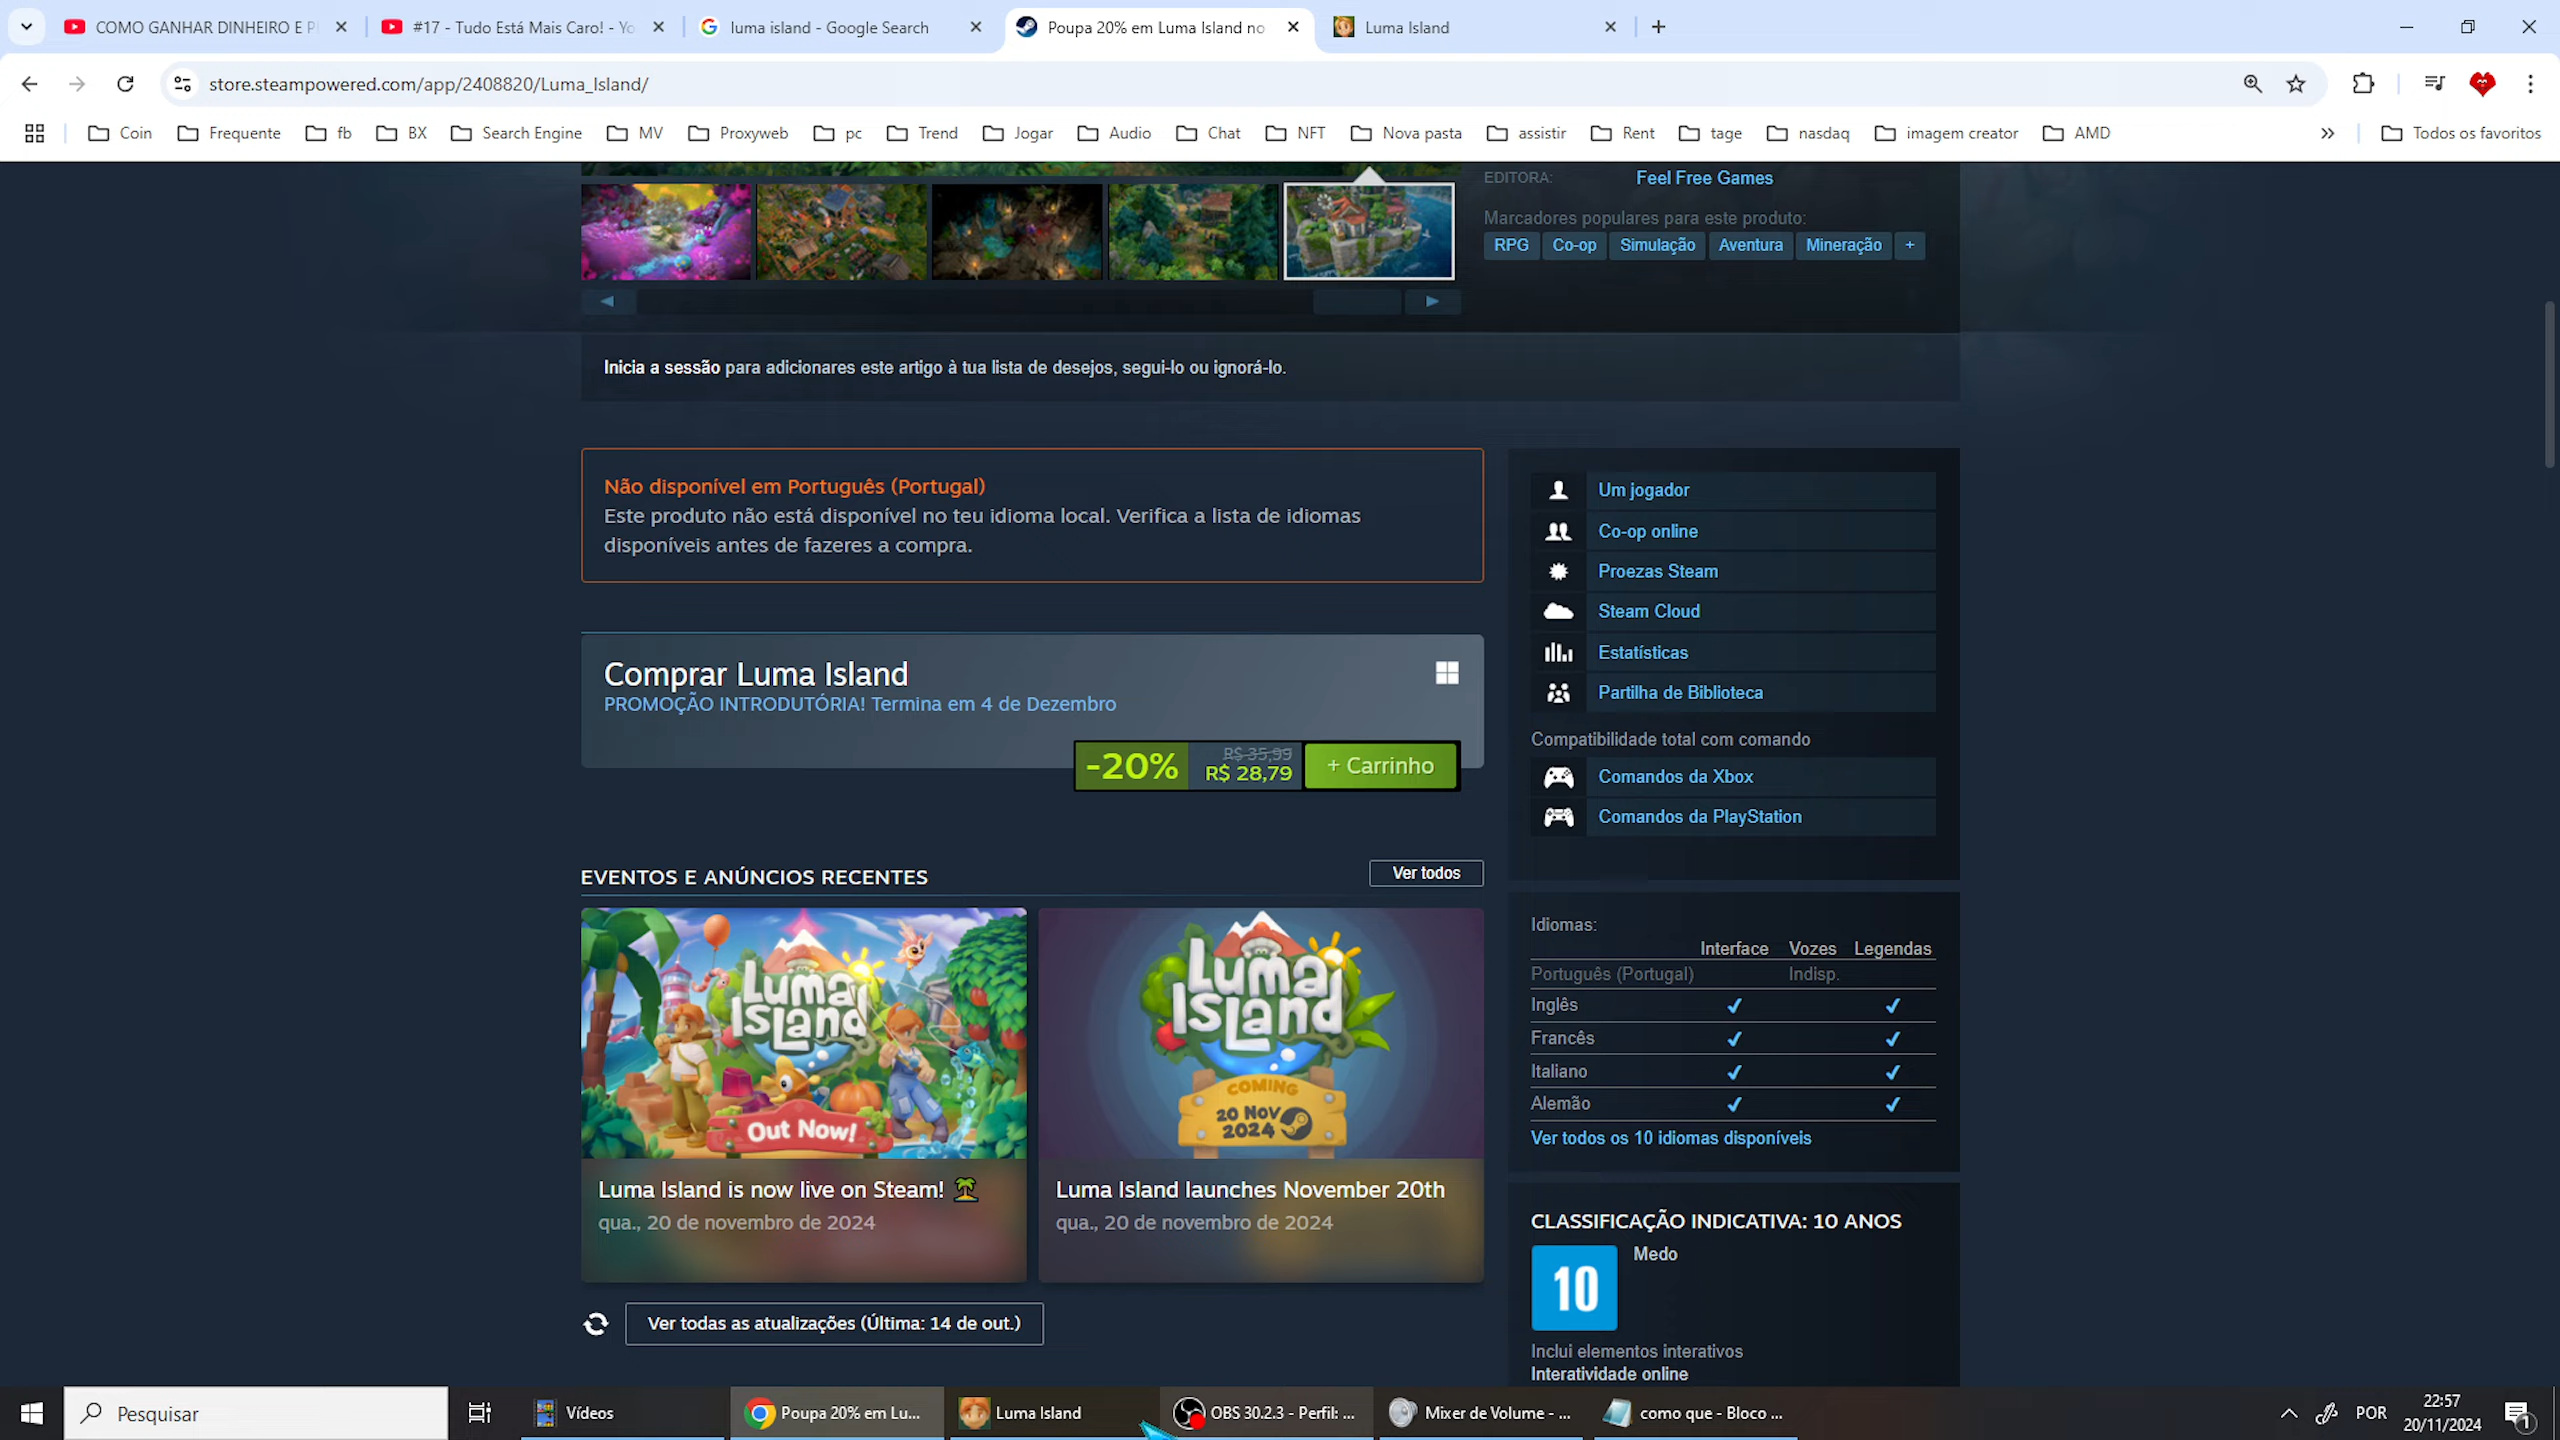 COMO GANHAR DINHEIRO E P
#17 - Tudo Está Mais Caro! - Yo
luma island - Google Search
Poupa 20% em Luma Island no
Luma Island
store.steampowered.com/app/2408820/Luma_Island/
Coin
Frequente
fb
BX
Search Engine
MV
Proxyweb
pc
Trend
Jogar
Audio
Chat
NFT
Nova pasta
assistir
Rent
tage
nasdaq
imagem creator
AMD
Todos os favoritos
EDITORA: Feel Free Games
Marcadores populares para este produto:
RPG Co-op Simulação Aventura Mineração +
Inicia a sessão para adicionares este artigo à tua lista de desejos, segui-lo ou ignorá-lo.
Não disponível em Português (Portugal)
Este produto não está disponível no teu idioma local. Verifica a lista de idiomas
disponíveis antes de fazeres a compra.
Comprar Luma Island
PROMOÇÃO INTRODUTÓRIA! Termina em 4 de Dezembro
-20%
R$ 35,99
R$ 28,79
+ Carrinho
EVENTOS E ANÚNCIOS RECENTES
Ver todos
Luma
Island
Out Now!
Luma Island is now live on Steam!
qua., 20 de novembro de 2024
Luma
Island
COMING
20 NOV
2024
Luma Island launches November 20th
qua., 20 de novembro de 2024
Ver todas as atualizações (Última: 14 de out.)
Um jogador
Co-op online
Proezas Steam
Steam Cloud
Estatísticas
Partilha de Biblioteca
Compatibilidade total com comando
Comandos da Xbox
Comandos da PlayStation
Idiomas:
Interface Vozes Legendas
Português (Portugal) Indisp.
Inglês ✔ ✔
Francês ✔ ✔
Italiano ✔ ✔
Alemão ✔ ✔
Ver todos os 10 idiomas disponíveis
CLASSIFICAÇÃO INDICATIVA: 10 ANOS
10
Medo
Inclui elementos interativos
Interatividade online
Pesquisar
Vídeos
Poupa 20% em Lu...
Luma Island
OBS 30.2.3 - Perfil: ...
Mixer de Volume - ...
como que - Bloco ...
POR
22:57
20/11/2024
1